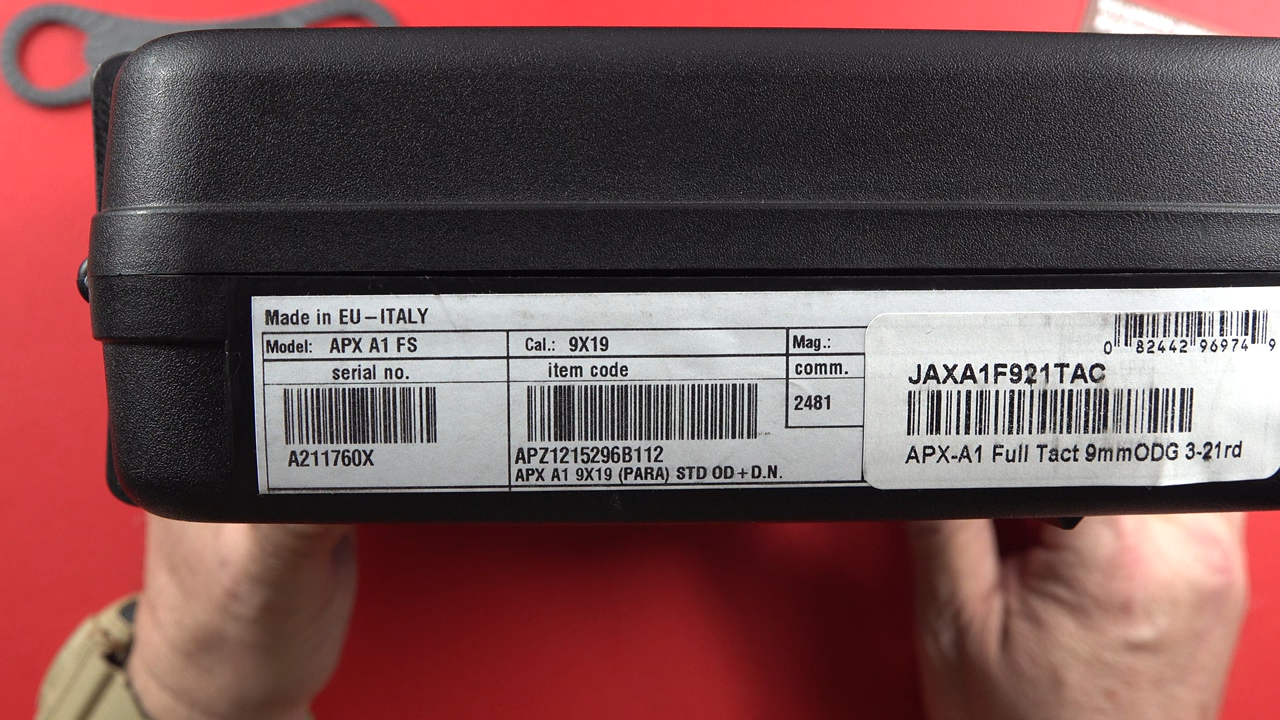 Made in EU-ITALY
Model: APX A1 FS
Cal.: 9X19
Mag.:
serial no.
item code
comm.
2481
A211760X
APZ1215296B112
APX A1 9X19 (PARA) STD OD+D.N.
0 82442 96974 9
JAXA1F921TAC
APX-A1 Full Tact 9mmODG 3-21rd